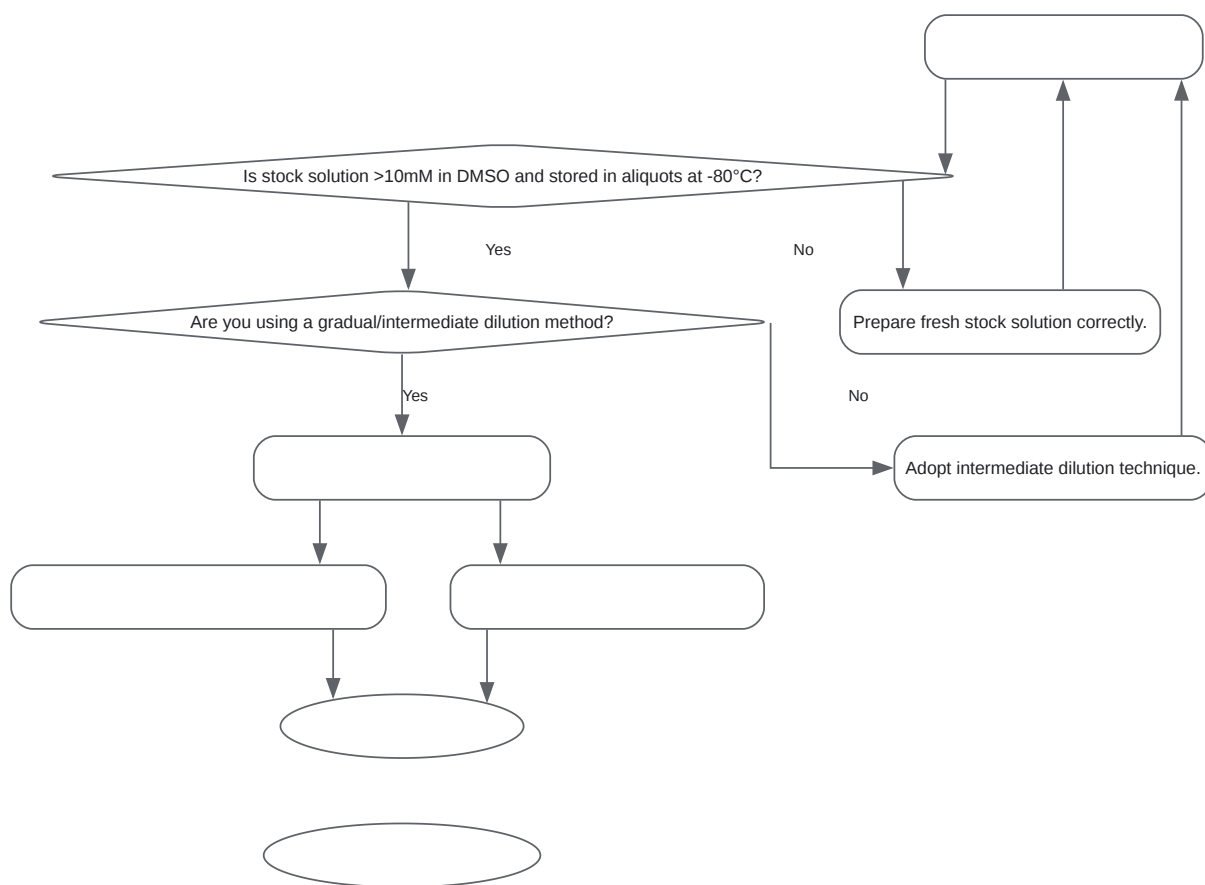 Is stock solution >10mM in DMSO and stored in aliquots at -80°C?
Yes
No
Are you using a gradual/intermediate dilution method?
Prepare fresh stock solution correctly.
Yes
No
Adopt intermediate dilution technique.